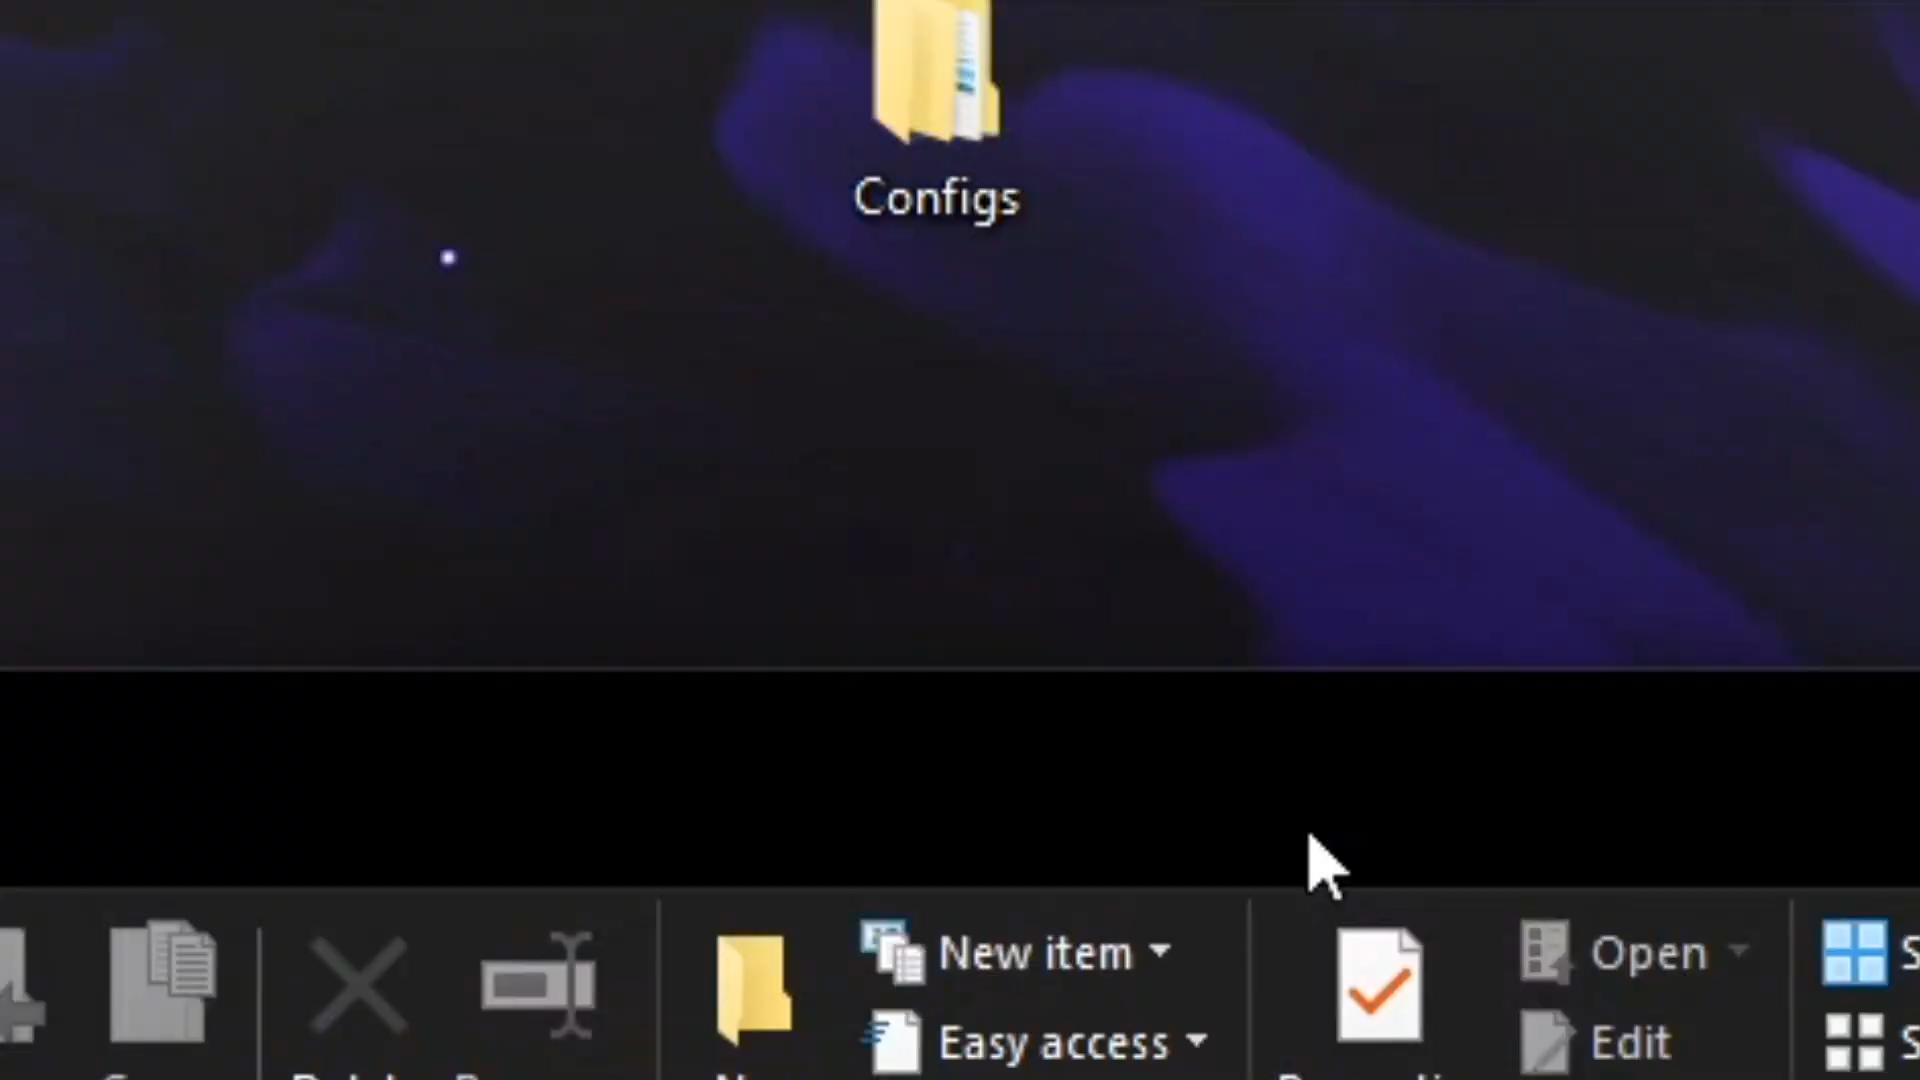 Configs
New item
Open
Easy access
Edit